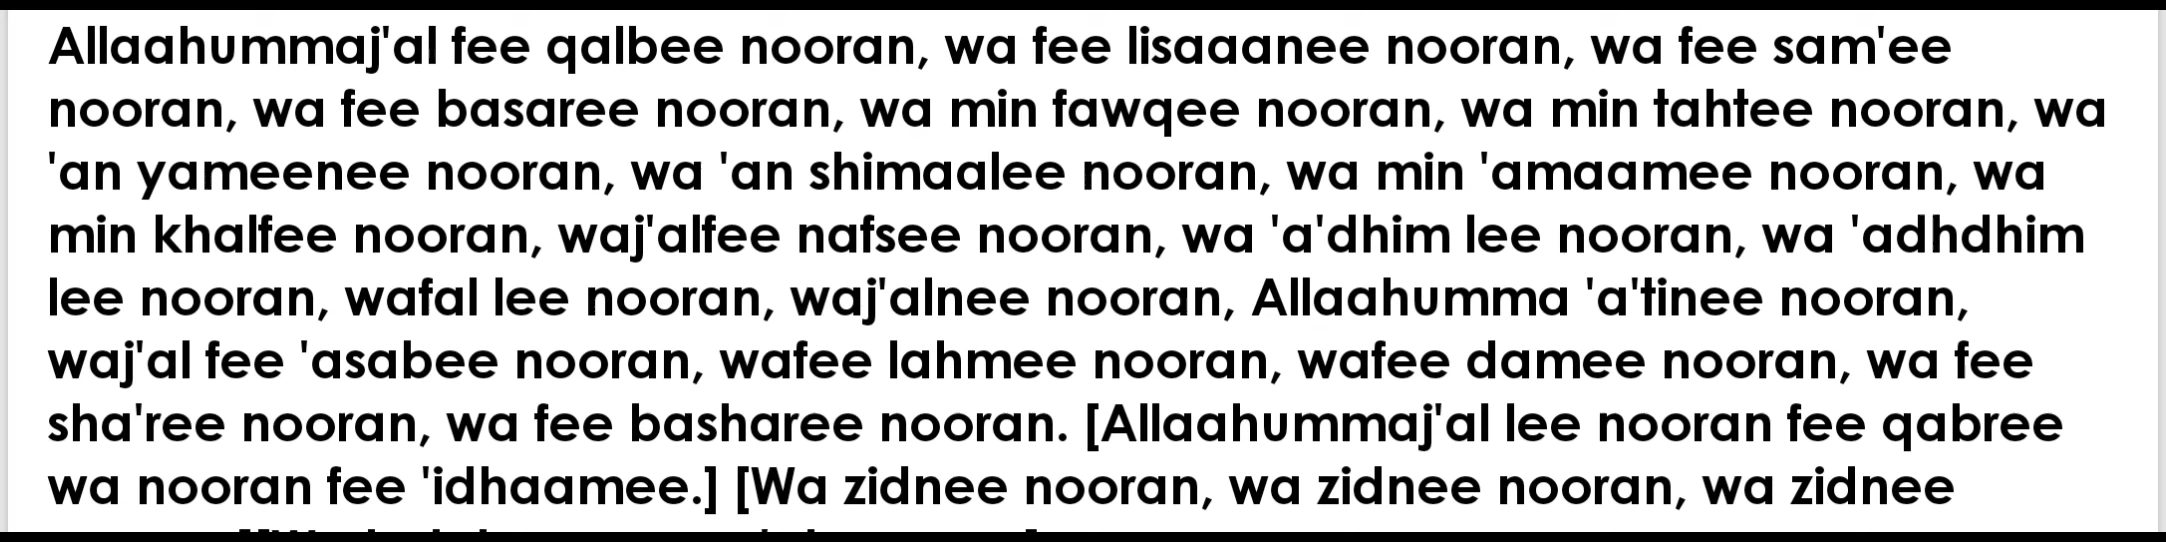 Allaahummaj'al fee qalbee nooran, wa fee lisaaanee nooran, wa fee sam'ee
nooran, wa fee basaree nooran, wa min fawqee nooran, wa min tahtee nooran, wa
'an yameenee nooran, wa 'an shimaalee nooran, wa min 'amaamee nooran, wa
min khalfee nooran, waj'alfee nafsee nooran, wa 'a'dhim lee nooran, wa 'adhdhim
lee nooran, wafal lee nooran, waj'alnee nooran, Allaahumma 'a'tinee nooran,
waj'al fee 'asabee nooran, wafee lahmee nooran, wafee damee nooran, wa fee
sha'ree nooran, wa fee basharee nooran. [Allaahummaj'al lee nooran fee qabree
wa nooran fee 'idhaamee.] [Wa zidnee nooran, wa zidnee nooran, wa zidnee